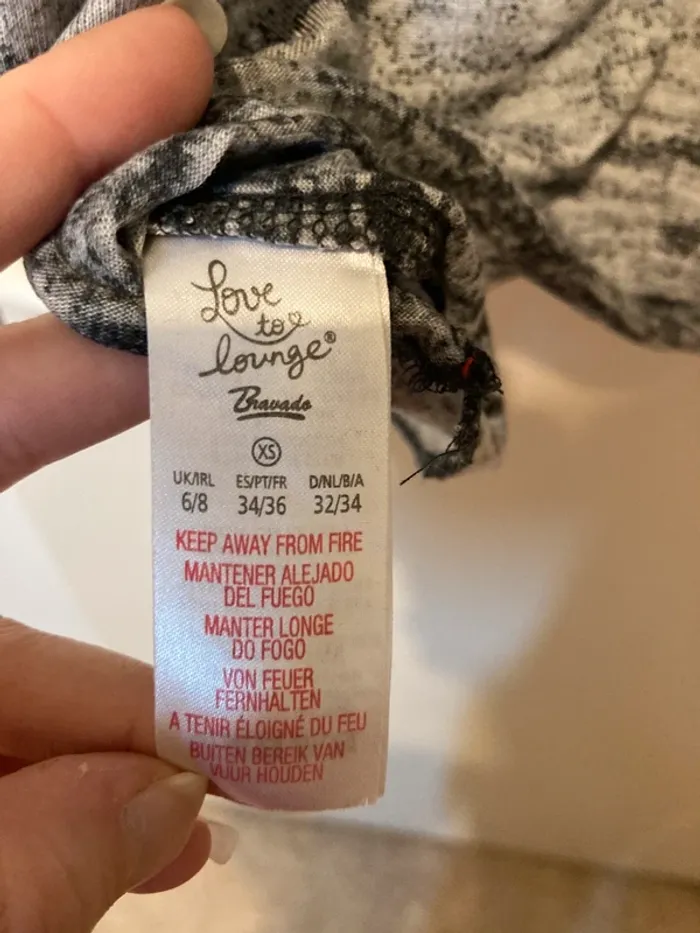 Love
to
lounge®
Bravado
XS
UK/IRL ES/PT/FR D/NL/B/A
6/8 34/36 32/34
KEEP AWAY FROM FIRE
MANTENER ALEJADO
DEL FUEGO
MANTER LONGE
DO FOGO
VON FEUER
FERNHALTEN
A TENIR ÉLOIGNÉ DU FEU
BUITEN BEREIK VAN
VUUR HOUDEN